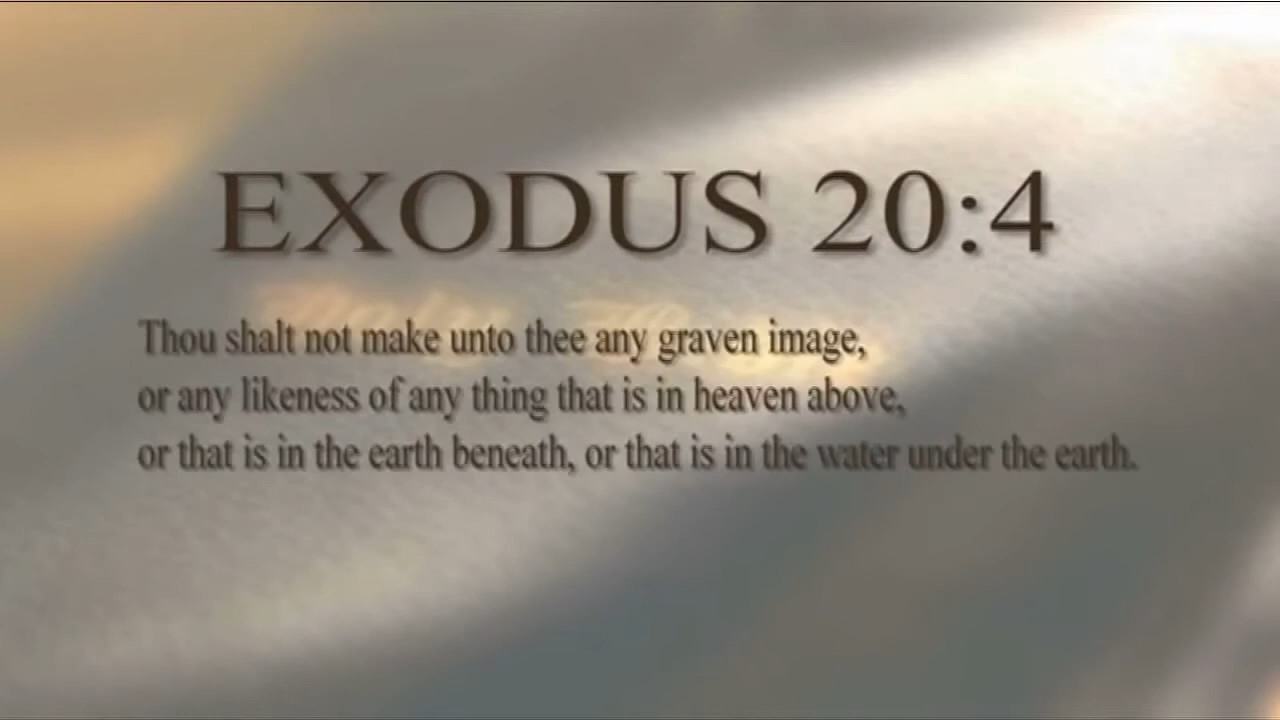 EXODUS 20:4
Thou shalt not make unto thee any graven image,
or any likeness of any thing that is in heaven above,
or that is in the earth beneath, or that is in the water under the earth.